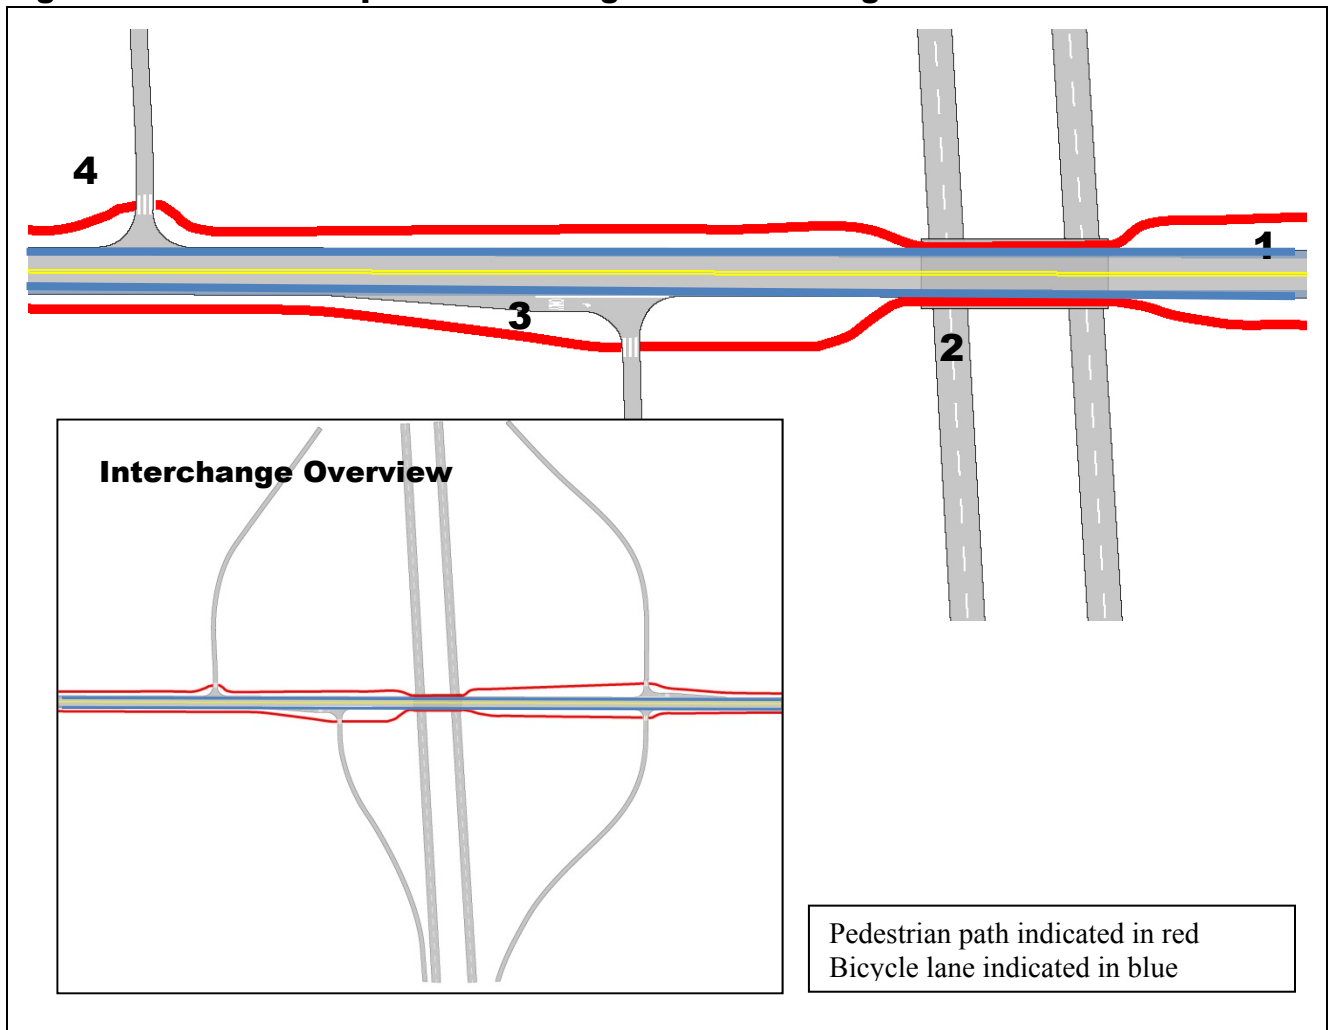 4
1
3
2
Interchange Overview
Pedestrian path indicated in red
Bicycle lane indicated in blue